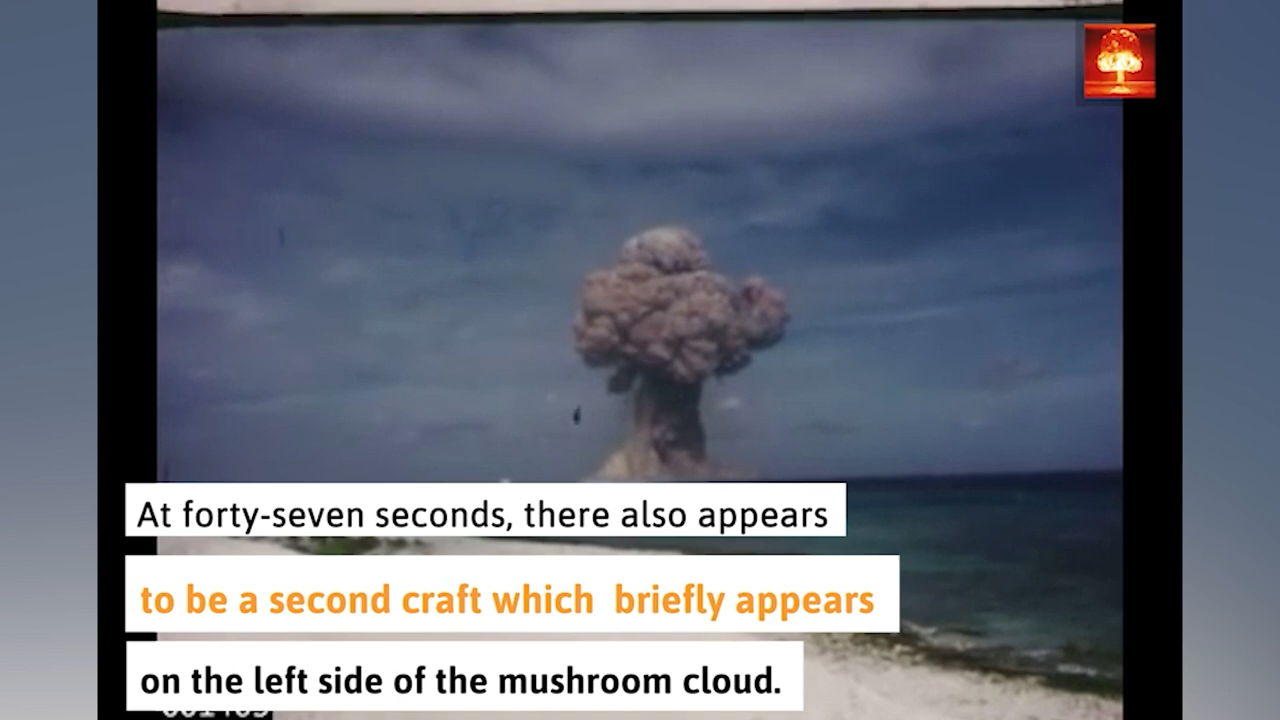 At forty-seven seconds, there also appears
to be a second craft which briefly appears
on the left side of the mushroom cloud.